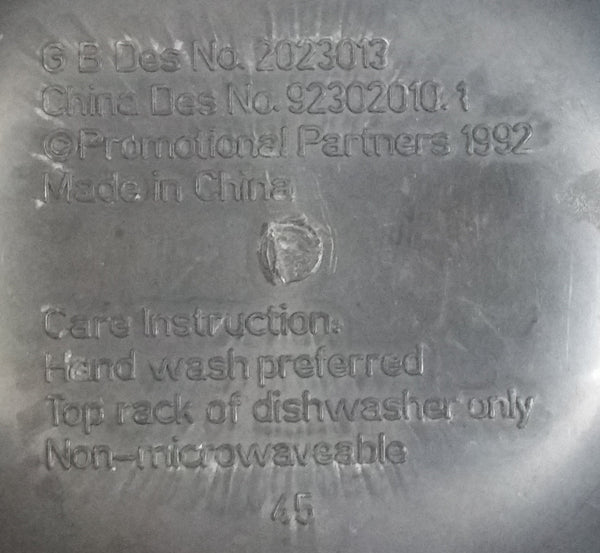 G B Des No. 2023013
China Des No. 92302010.1
©Promotional Partners 1992
Made in China
Care Instruction:
Hand wash preferred
Top rack of dishwasher only
Non-microwaveable
45